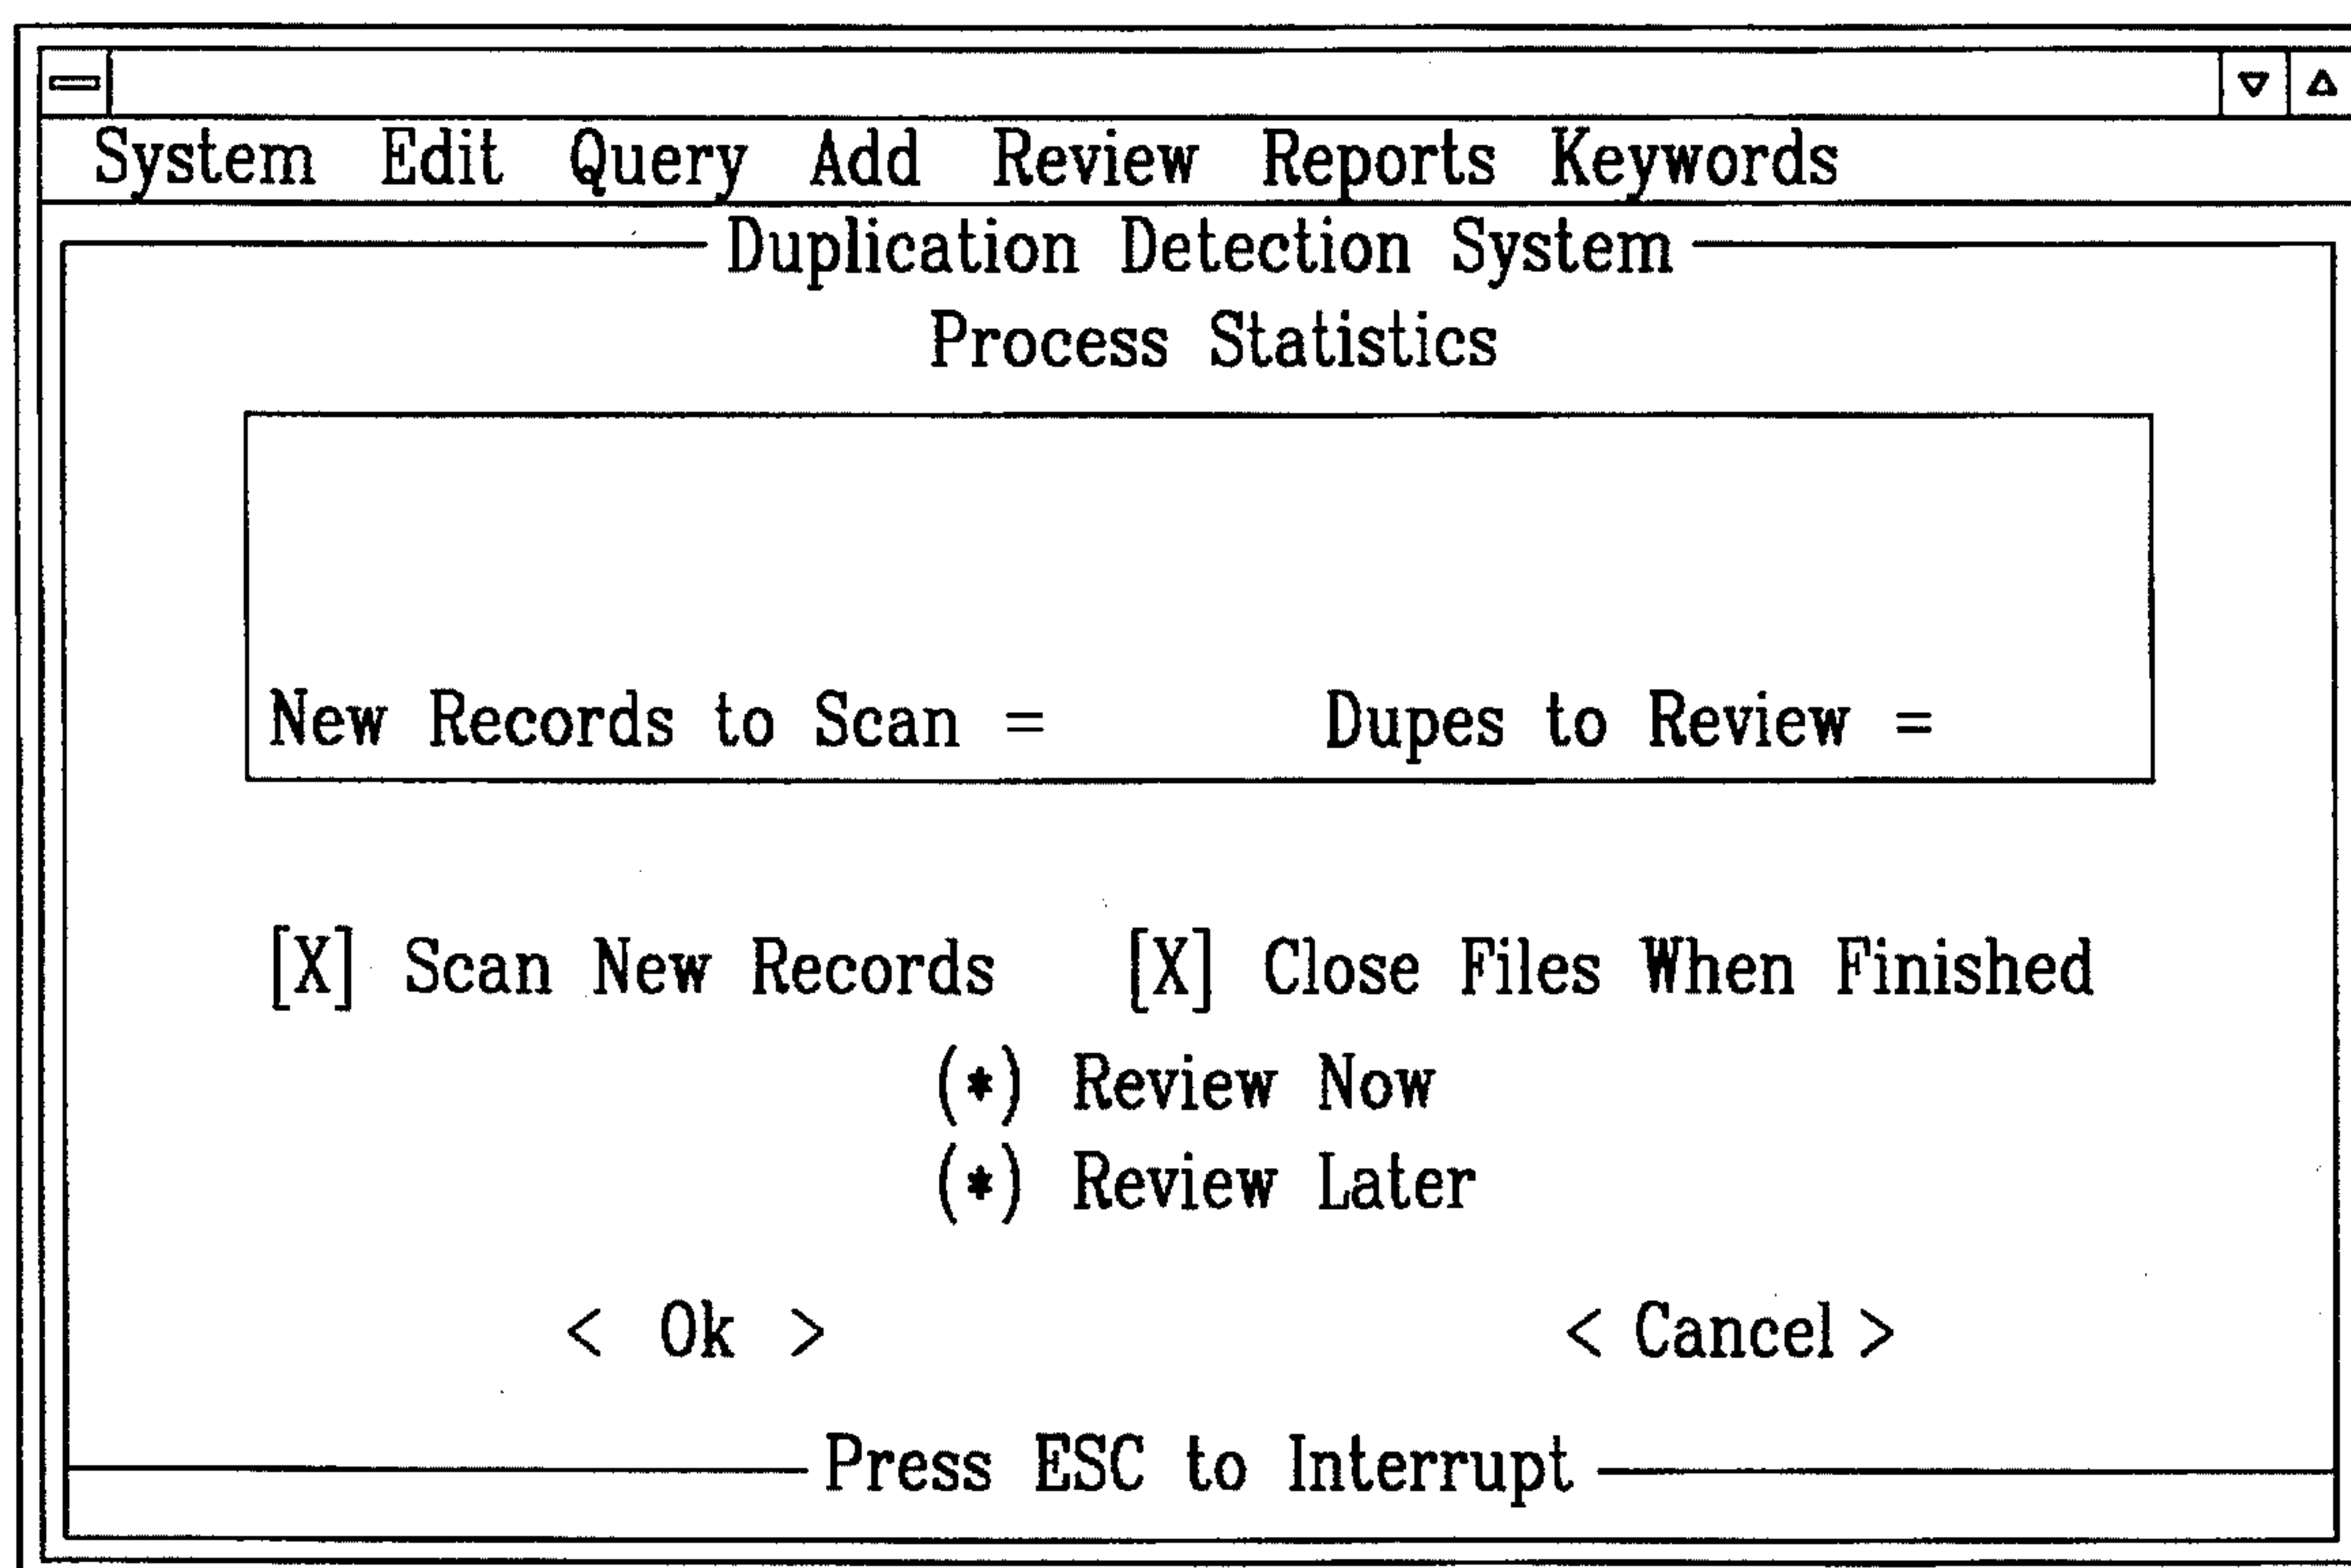 System Edit Query Add Review Reports Keywords
Duplication Detection System
Process Statistics
New Records to Scan = Dupes to Review =
[X] Scan New Records [X] Close Files When Finished
(*) Review Now
(*) Review Later
< Ok > < Cancel >
Press ESC to Interrupt